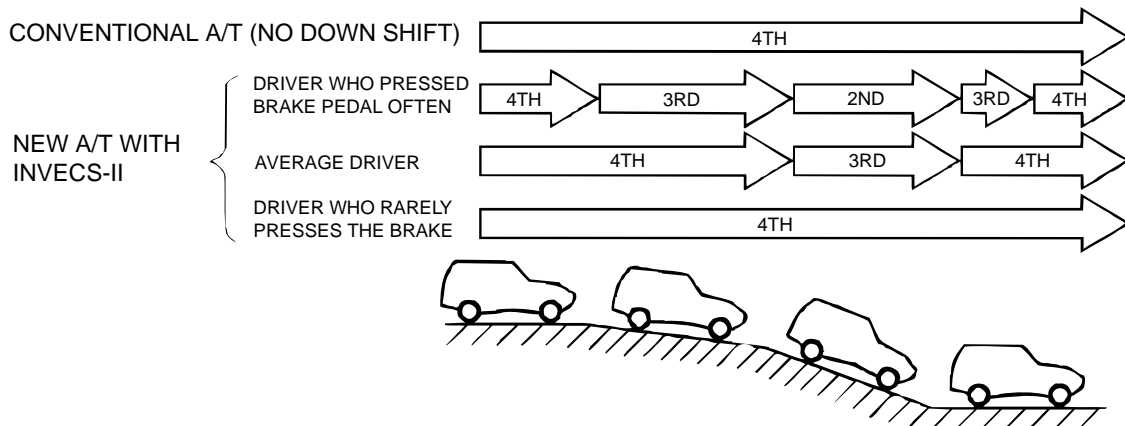 CONVENTIONAL A/T (NO DOWN SHIFT)
4TH
NEW A/T WITH
INVECS-II
DRIVER WHO PRESSED
BRAKE PEDAL OFTEN
4TH
3RD
2ND
3RD
4TH
AVERAGE DRIVER
4TH
3RD
4TH
DRIVER WHO RARELY
PRESSES THE BRAKE
4TH